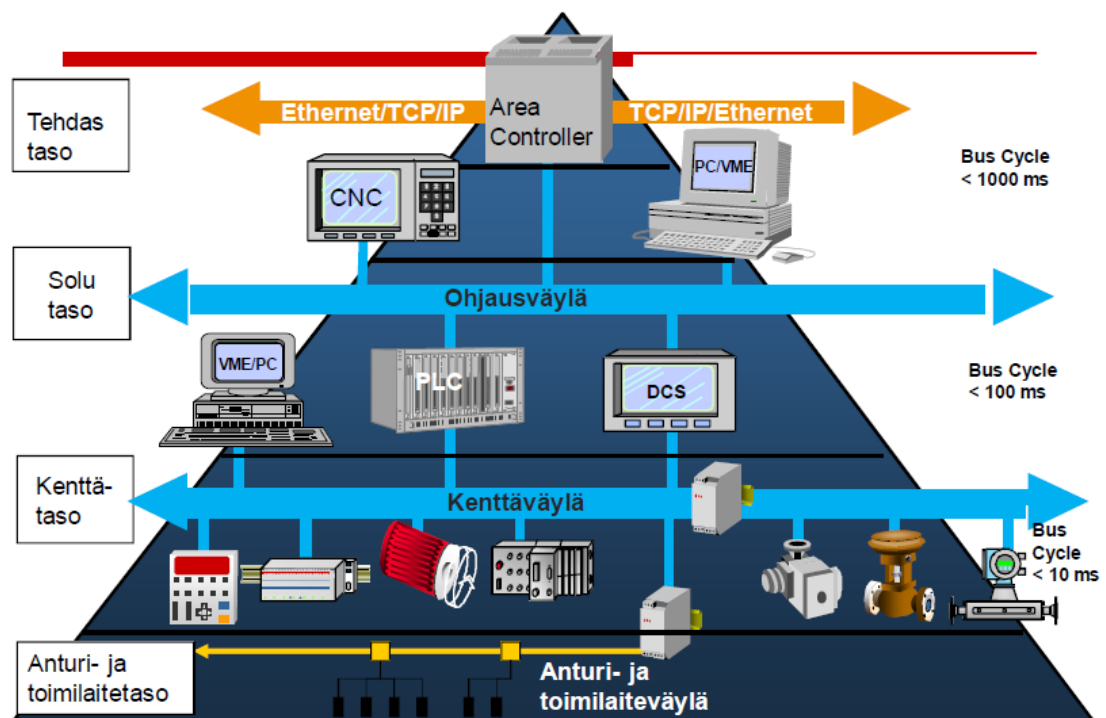 Ethernet/TCP/IP
Area
Controller
TCP/IP/Ethernet
Tehdas
taso
PC/VME
Bus Cycle
< 1000 ms
CNC
Solu
taso
Ohjausväylä
VME/PC
PLC
DCS
Bus Cycle
< 100 ms
Kenttä-
taso
Kenttäväylä
Bus
Cycle
< 10 ms
Anturi- ja
toimilaitetaso
Anturi- ja
toimilaiteväylä